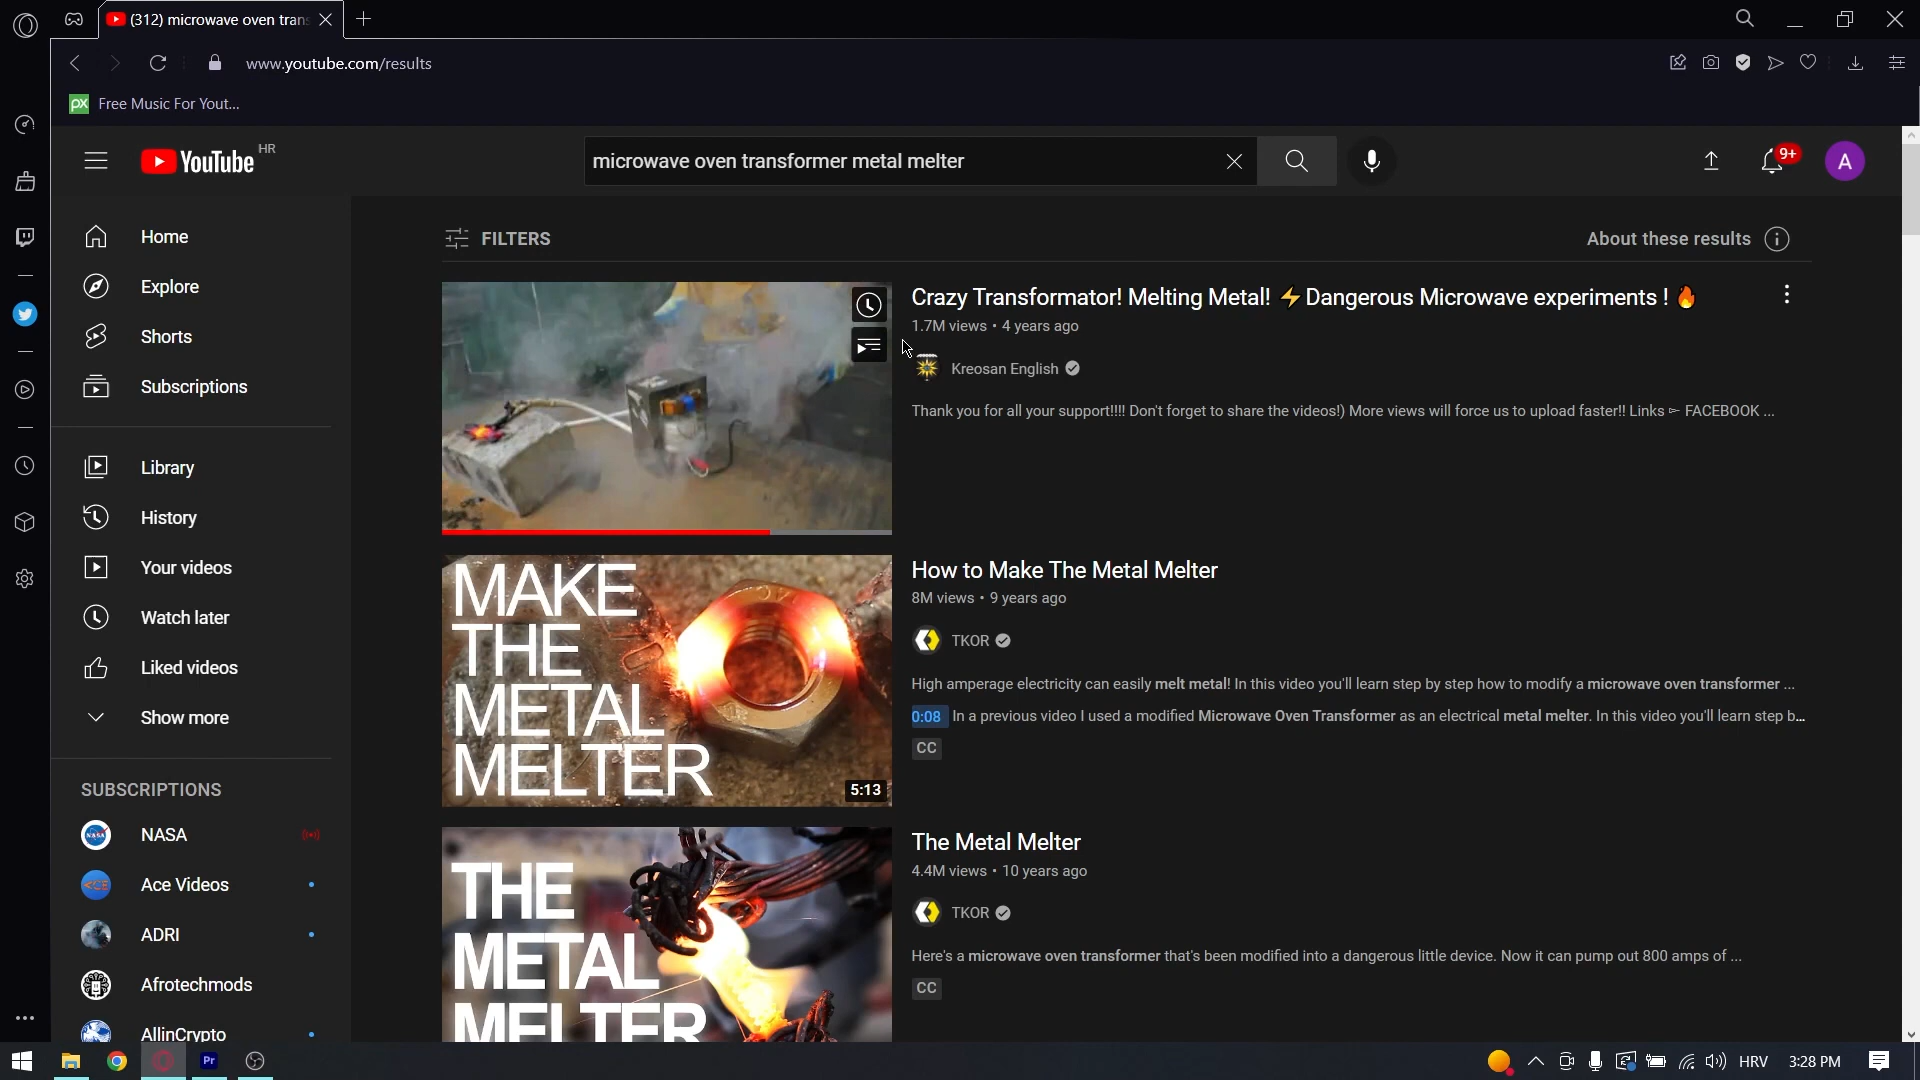 (312) microwave oven tran
www.youtube.com/results
px Free Music For Yout...
YouTube HR
microwave oven transformer metal melter
9+
A
Home
Explore
Shorts
Subscriptions
Library
History
Your videos
Watch later
Liked videos
Show more
SUBSCRIPTIONS
NASA
Ace Videos
ADRI
Afrotechmods
AllinCrypto
FILTERS
About these results
Crazy Transformator! Melting Metal! ⚡Dangerous Microwave experiments ! 🔥
1.7M views • 4 years ago
Kreosan English
Thank you for all your support!!!! Don't forget to share the videos!) More views will force us to upload faster!! Links ► FACEBOOK ...
MAKE
THE
METAL
MELTER
5:13
How to Make The Metal Melter
8M views • 9 years ago
TKOR
High amperage electricity can easily melt metal! In this video you'll learn step by step how to modify a microwave oven transformer ...
0:08 In a previous video I used a modified Microwave Oven Transformer as an electrical metal melter. In this video you'll learn step b...
CC
THE
METAL
MELTER
The Metal Melter
4.4M views • 10 years ago
TKOR
Here's a microwave oven transformer that's been modified into a dangerous little device. Now it can pump out 800 amps of ...
CC
Pr
HRV
3:28 PM